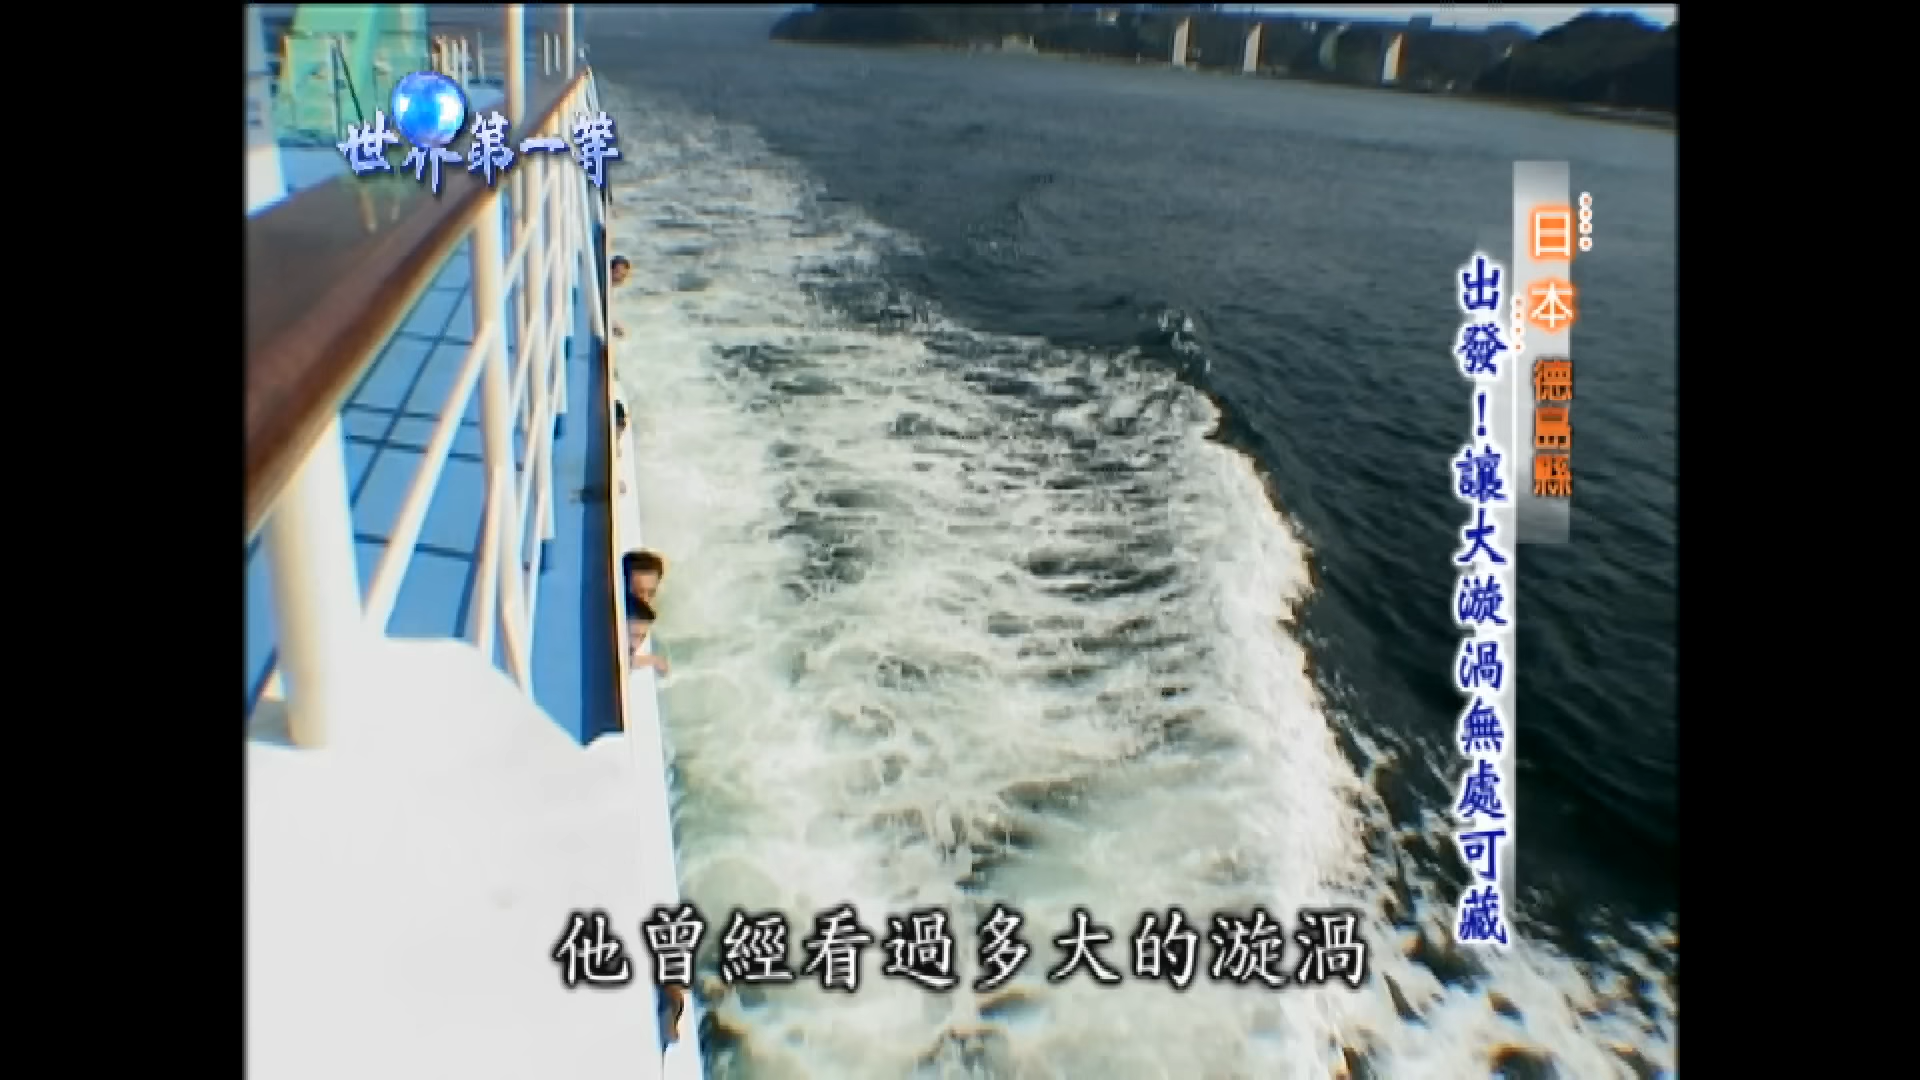 世界第一等
日本 德島縣
出發！讓大漩渦無處可藏
他曾經看過多大的漩渦